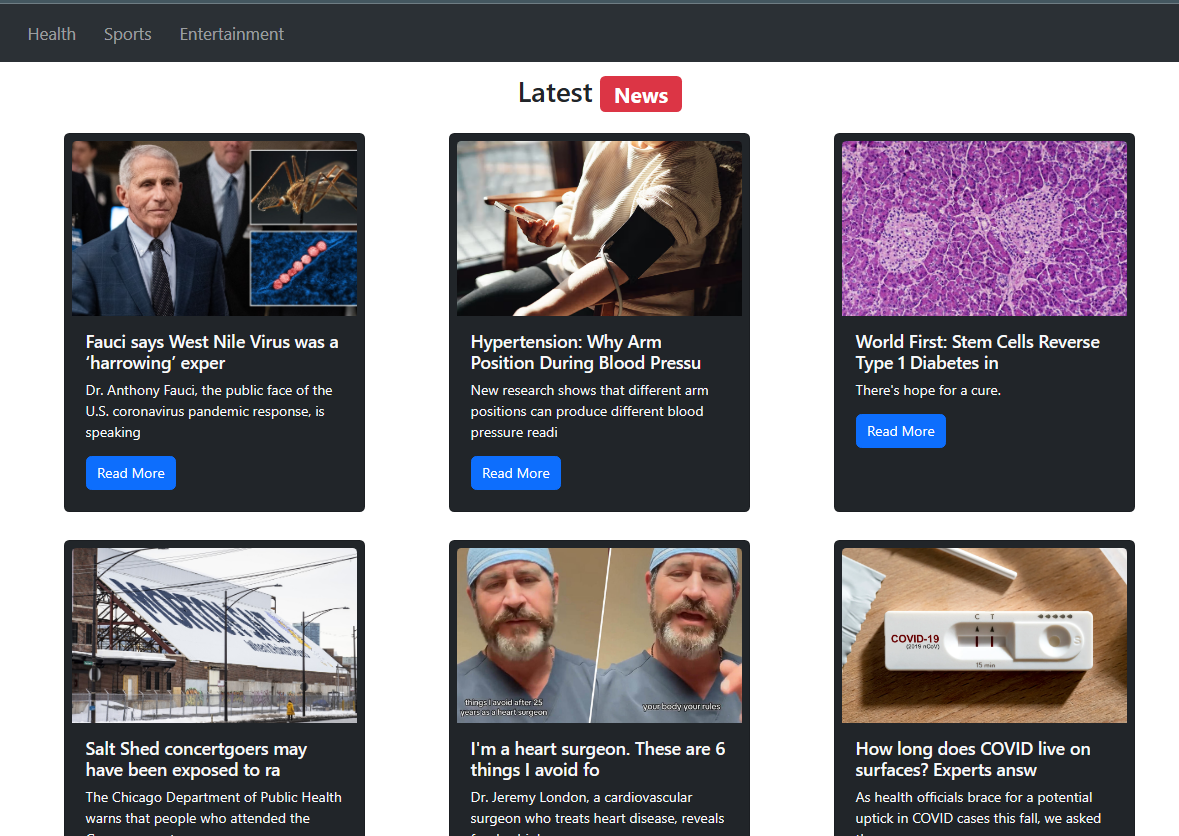 Health Sports Entertainment
Latest News
Fauci says West Nile Virus was a
‘harrowing’ exper
Dr. Anthony Fauci, the public face of the
U.S. coronavirus pandemic response, is
speaking
Read More
Hypertension: Why Arm
Position During Blood Pressu
New research shows that different arm
positions can produce different blood
pressure readi
Read More
World First: Stem Cells Reverse
Type 1 Diabetes in
There's hope for a cure.
Read More
Salt Shed concertgoers may
have been exposed to ra
The Chicago Department of Public Health
warns that people who attended the
things I avoid after 25
years as a heart surgeon
your body your rules
I'm a heart surgeon. These are 6
things I avoid fo
Dr. Jeremy London, a cardiovascular
surgeon who treats heart disease, reveals
C T
COVID-19
(2019 nCoV)
S
15 min
How long does COVID live on
surfaces? Experts answ
As health officials brace for a potential
uptick in COVID cases this fall, we asked